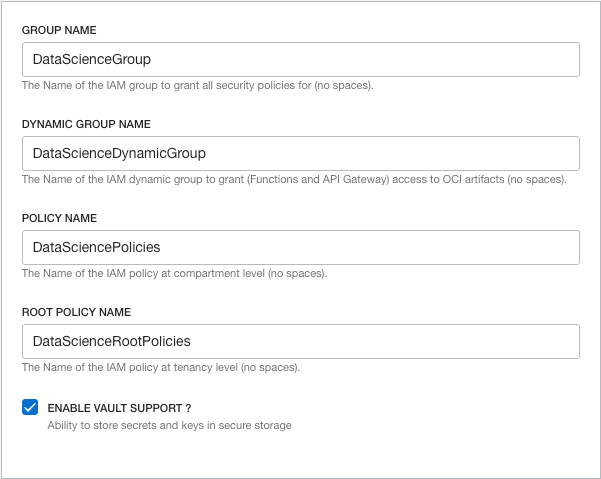 GROUP NAME
DataScienceGroup
The Name of the IAM group to grant all security policies for (no spaces).
DYNAMIC GROUP NAME
DataScienceDynamicGroup
The Name of the IAM dynamic group to grant (Functions and API Gateway) access to OCI artifacts (no spaces).
POLICY NAME
DataSciencePolicies
The Name of the IAM policy at compartment level (no spaces).
ROOT POLICY NAME
DataScienceRootPolicies
The Name of the IAM policy at tenancy level (no spaces).
ENABLE VAULT SUPPORT ?
Ability to store secrets and keys in secure storage